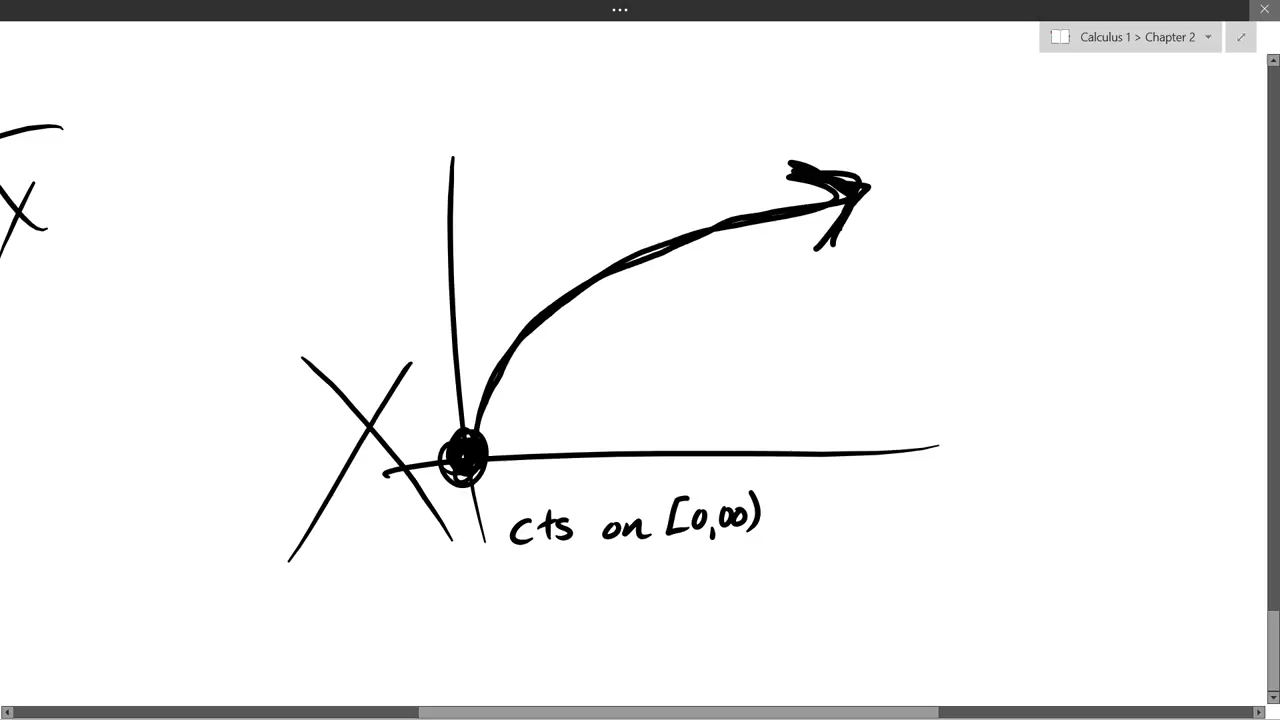 Calculus 1 > Chapter 2
x
cts on [0,∞)